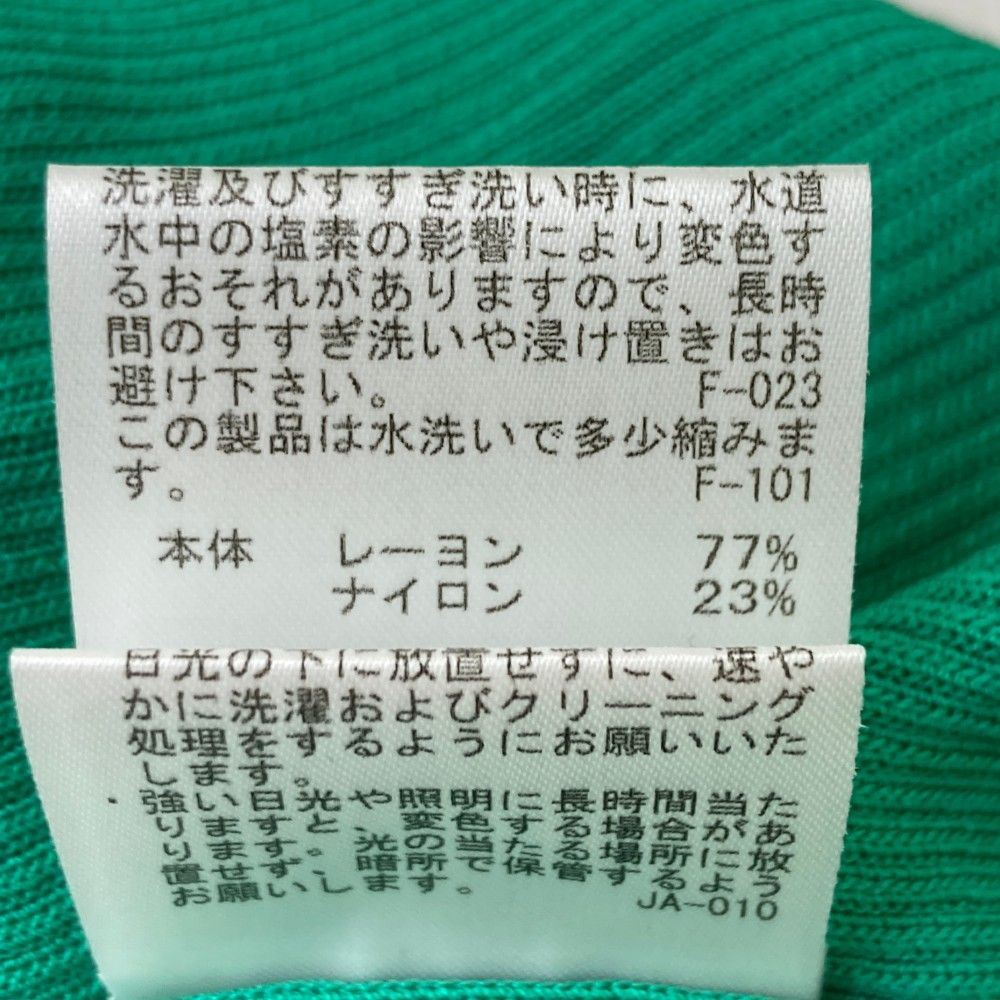 洗濯及びすすぎ洗い時に、水道
水中の塩素の影響により変色す
るおそれがありますので、長時
間のすすぎ洗いや浸け置きはお
避け下さい。 F-023
この製品は水洗いで多少縮みま
す。 F-101
本体 レーヨン 77%
ナイロン 23%
日光の下に放置せずに、速や
かに洗濯およびクリーニング
処理をするようにお願いいた
します。
・強い日光や照明に長時間当た
りますと、変色する場合があ
ります。光の当たる場所に放
置せず、暗所で保管するよう
お願いします。 JA-010